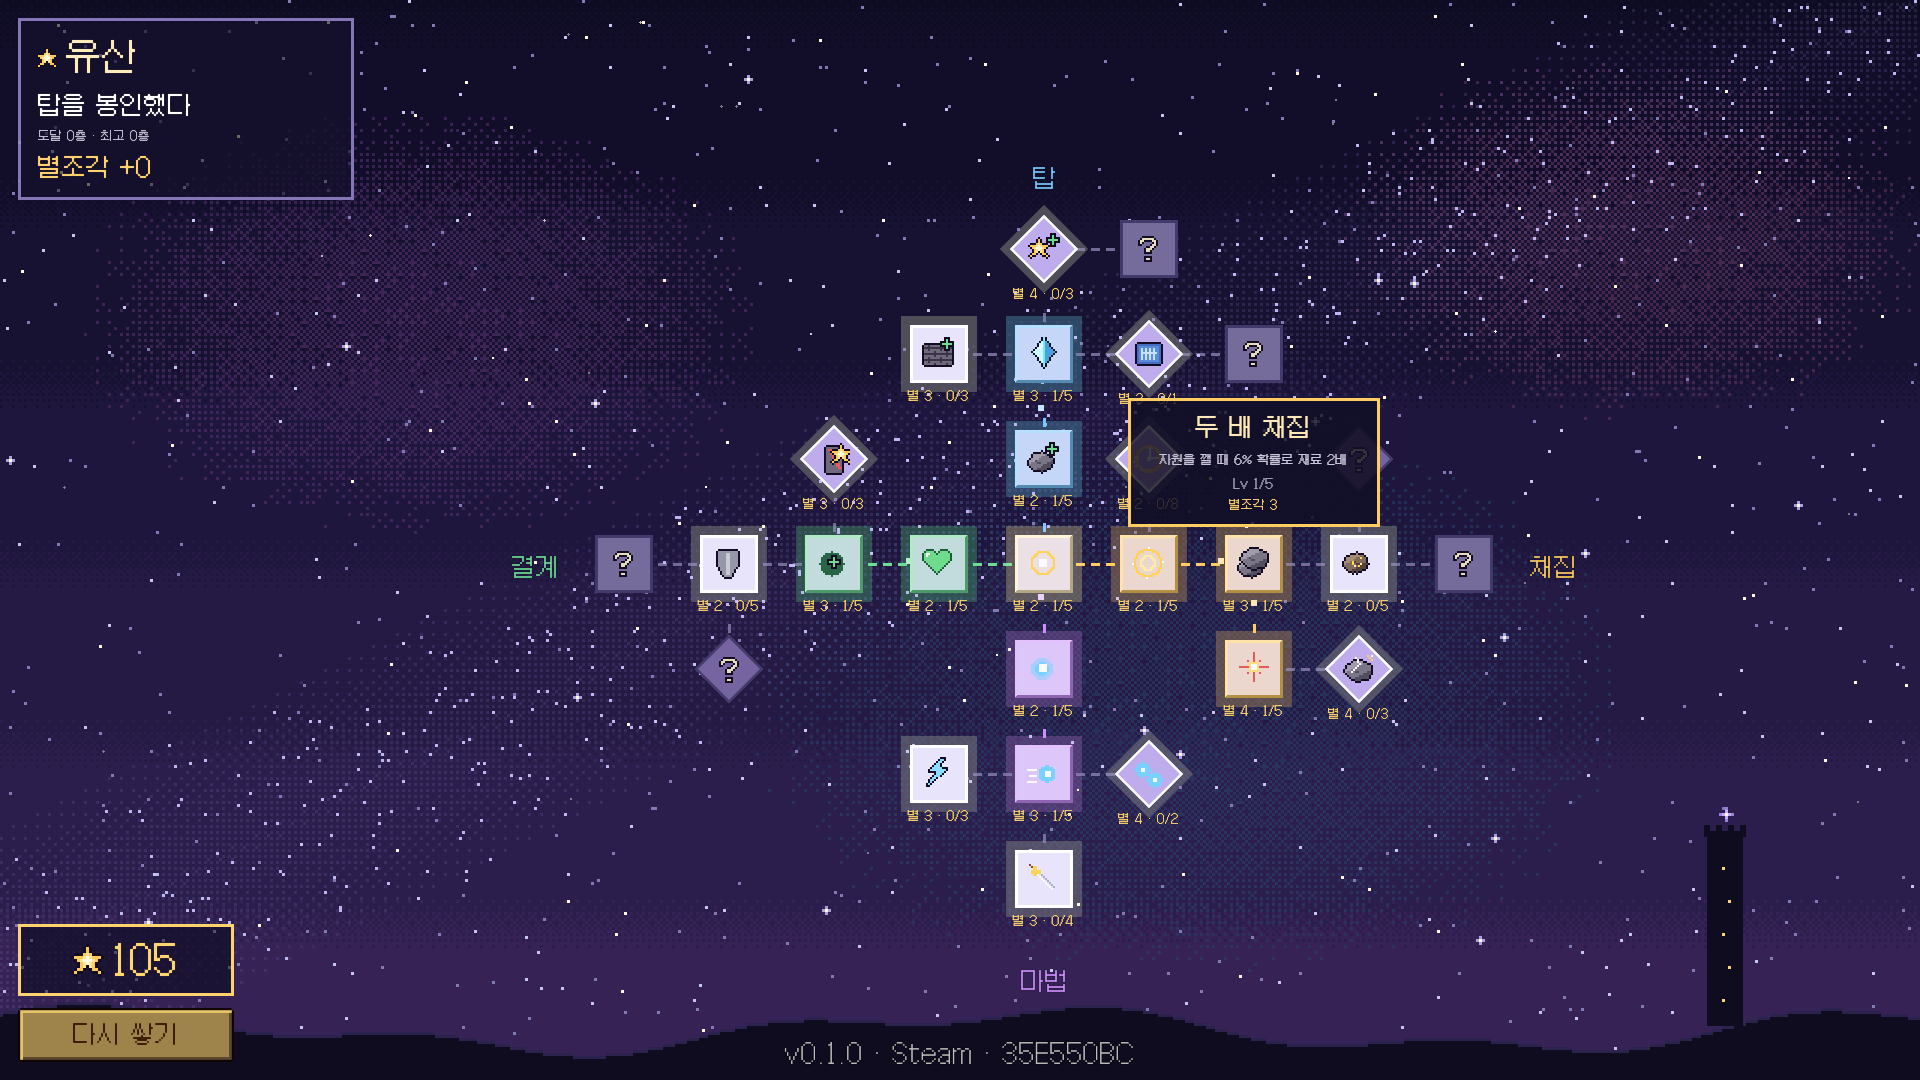 유산
탑을 봉인했다
도달 0층 · 최고 0층
별조각 +0
탑
?
별 4 · 0/3
?
별 3 · 0/3
별 3 · 1/5
두 배 채집
지원을 캘 때 6% 확률로 재료 2배
Lv 1/5
별조각 3
별 3 · 0/3
별 2 · 1/5
결계
?
?
채집
별 2 · 0/5
별 3 · 1/5
별 2 · 1/5
별 2 · 1/5
별 2 · 1/5
별 3 · 1/5
별 2 · 0/5
?
별 2 · 1/5
별 4 · 1/5
별 4 · 0/3
별 3 · 0/3
별 3 · 1/5
별 4 · 0/2
별 3 · 0/4
마법
105
다시 쌓기
v0.1.0 · Steam · 35E550BC